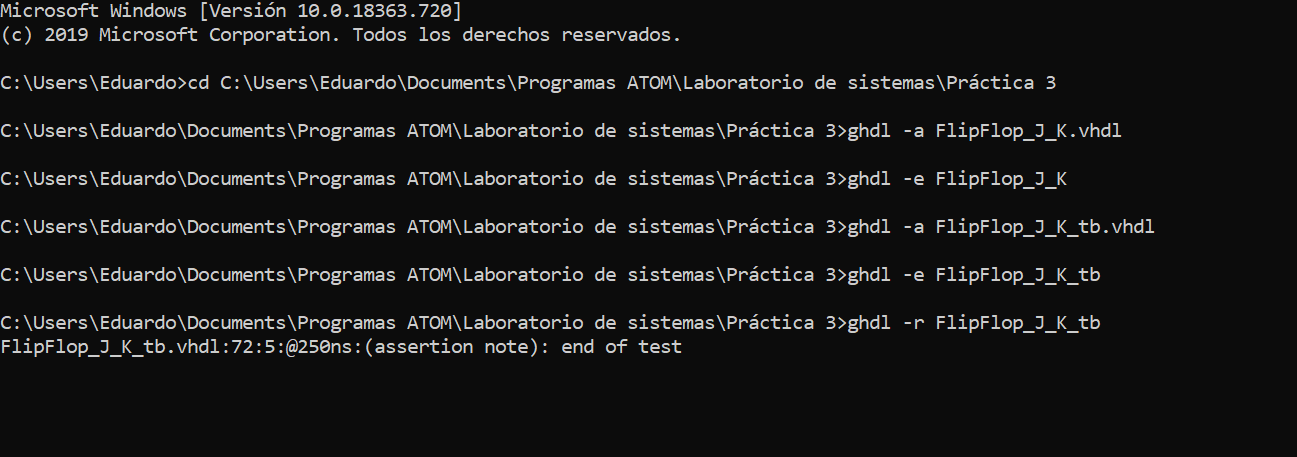 Microsoft Windows [Versión 10.0.18363.720]
(c) 2019 Microsoft Corporation. Todos los derechos reservados.
C:\Users\Eduardo>cd C:\Users\Eduardo\Documents\Programas ATOM\Laboratorio de sistemas\Práctica 3
C:\Users\Eduardo\Documents\Programas ATOM\Laboratorio de sistemas\Práctica 3>ghdl -a FlipFlop_J_K.vhdl
C:\Users\Eduardo\Documents\Programas ATOM\Laboratorio de sistemas\Práctica 3>ghdl -e FlipFlop_J_K
C:\Users\Eduardo\Documents\Programas ATOM\Laboratorio de sistemas\Práctica 3>ghdl -a FlipFlop_J_K_tb.vhdl
C:\Users\Eduardo\Documents\Programas ATOM\Laboratorio de sistemas\Práctica 3>ghdl -e FlipFlop_J_K_tb
C:\Users\Eduardo\Documents\Programas ATOM\Laboratorio de sistemas\Práctica 3>ghdl -r FlipFlop_J_K_tb
FlipFlop_J_K_tb.vhdl:72:5:@250ns:(assertion note): end of test